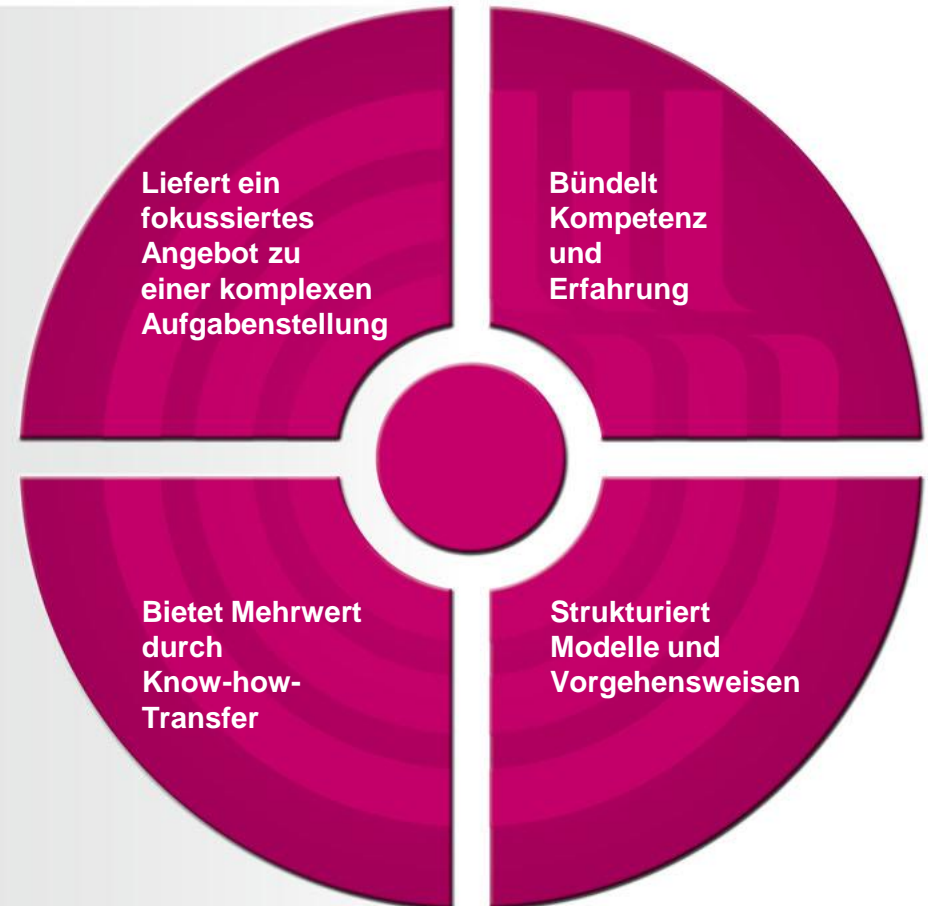 Liefert ein
fokussiertes
Angebot zu
einer komplexen
Aufgabenstellung
Bündelt
Kompetenz
und
Erfahrung
Bietet Mehrwert
durch
Know-how-
Transfer
Strukturiert
Modelle und
Vorgehensweisen